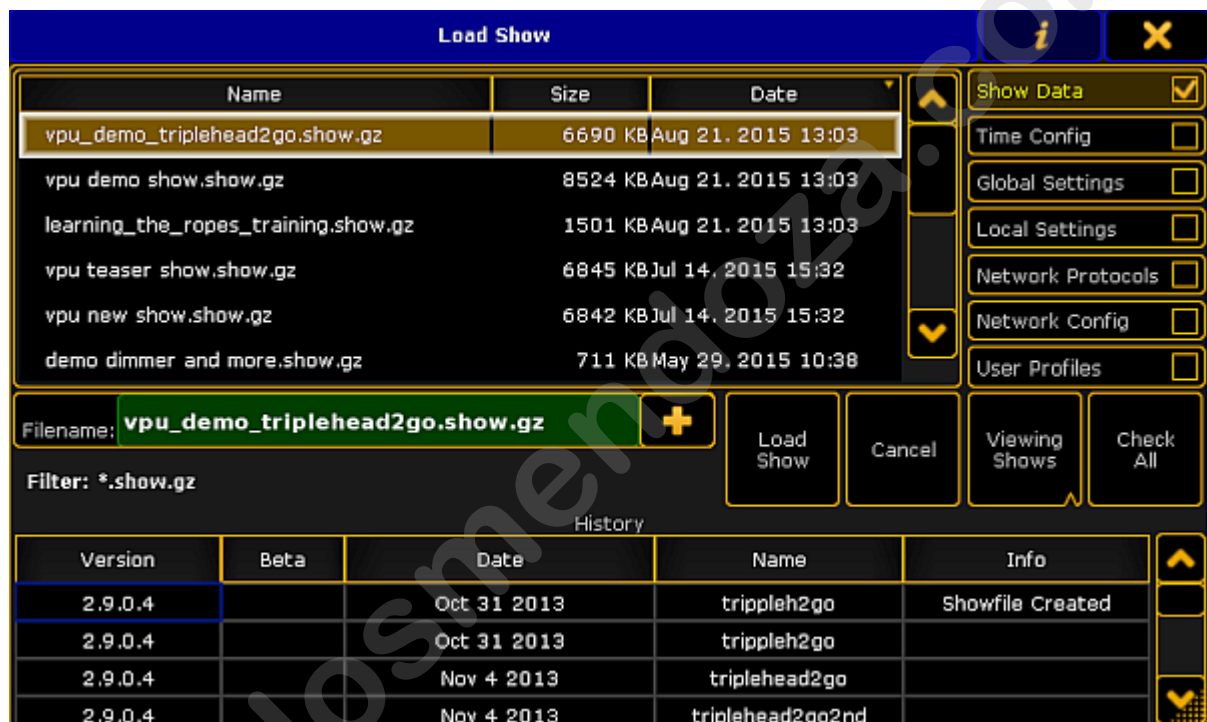 Load Show
i
Name Size Date
vpu_demo_triplehead2go.show.gz 6690 KB Aug 21. 2015 13:03
vpu demo show.show.gz 8524 KB Aug 21. 2015 13:03
learning_the_ropes_training.show.gz 1501 KB Aug 21. 2015 13:03
vpu teaser show.show.gz 6845 KB Jul 14. 2015 15:32
vpu new show.show.gz 6842 KB Jul 14. 2015 15:32
demo dimmer and more.show.gz 711 KB May 29. 2015 10:38
Show Data
Time Config
Global Settings
Local Settings
Network Protocols
Network Config
User Profiles
Filename: vpu_demo_triplehead2go.show.gz
Filter: *.show.gz
Load
Show
Cancel
Viewing
Shows
Check
All
History
Version Beta Date Name Info
2.9.0.4 Oct 31 2013 trippleh2go Showfile Created
2.9.0.4 Oct 31 2013 trippleh2go
2.9.0.4 Nov 4 2013 triplehead2go
2.9.0.4 Nov 4 2013 triplehead2go2nd